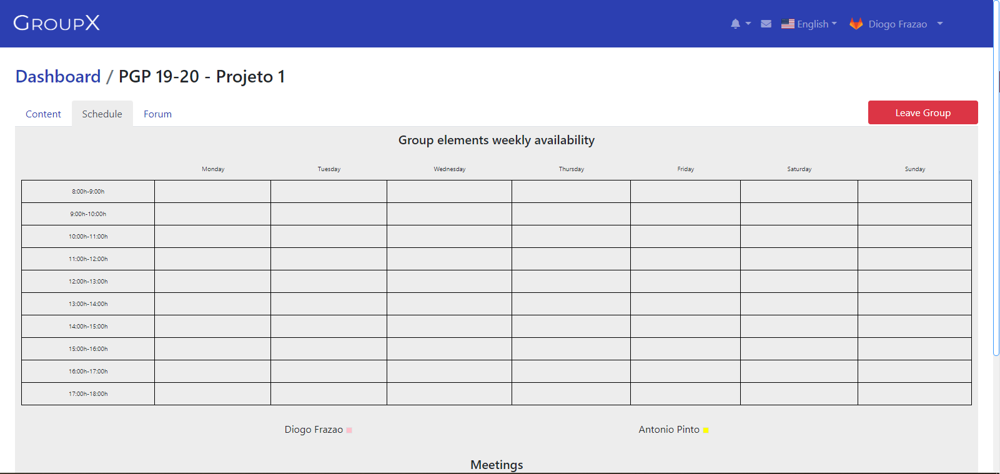 GROUPX
English
Diogo Frazao
Dashboard / PGP 19-20 - Projeto 1
Content Schedule Forum
Leave Group
Group elements weekly availability
Monday Tuesday Wednesday Thursday Friday Saturday Sunday
8:00h-9:00h
9:00h-10:00h
10:00h-11:00h
11:00h-12:00h
12:00h-13:00h
13:00h-14:00h
14:00h-15:00h
15:00h-16:00h
16:00h-17:00h
17:00h-18:00h
Diogo Frazao
Antonio Pinto
Meetings